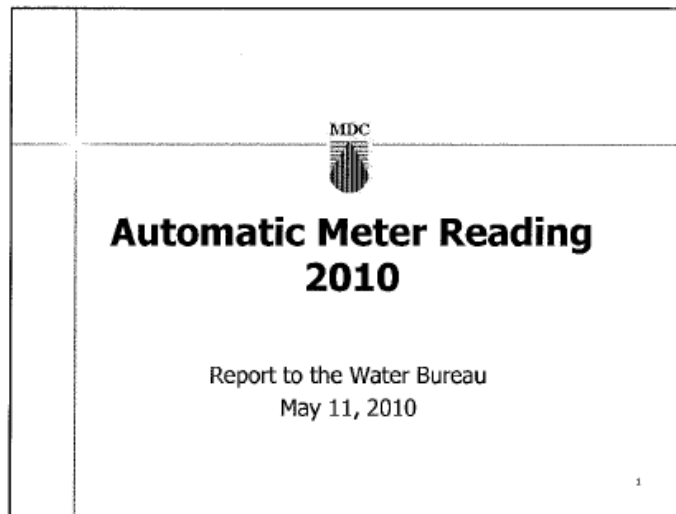 MDC
Automatic Meter Reading
2010
Report to the Water Bureau
May 11, 2010
1